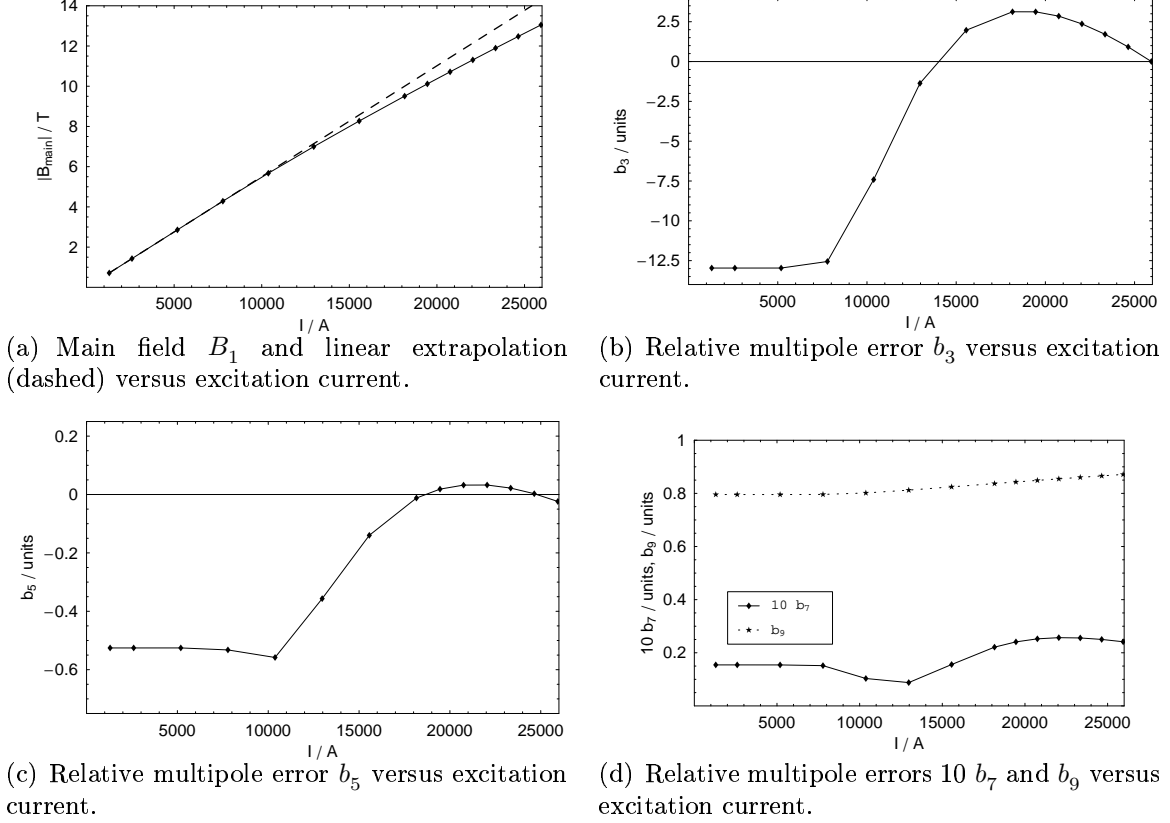 14
12
10
8
6
4
2
|B_main| / T
5000 10000 15000 20000 25000
I / A
(a) Main field B_1 and linear extrapolation
(dashed) versus excitation current.
2.5
0
−2.5
−5
−7.5
−10
−12.5
b_3 / units
5000 10000 15000 20000 25000
I / A
(b) Relative multipole error b_3 versus excitation
current.
0.2
0
−0.2
−0.4
−0.6
b_5 / units
5000 10000 15000 20000 25000
I / A
(c) Relative multipole error b_5 versus excitation
current.
1
0.8
0.6
0.4
0.2
10 b_7 / units, b_9 / units
10 b_7
b_9
5000 10000 15000 20000 25000
I / A
(d) Relative multipole errors 10 b_7 and b_9 versus
excitation current.